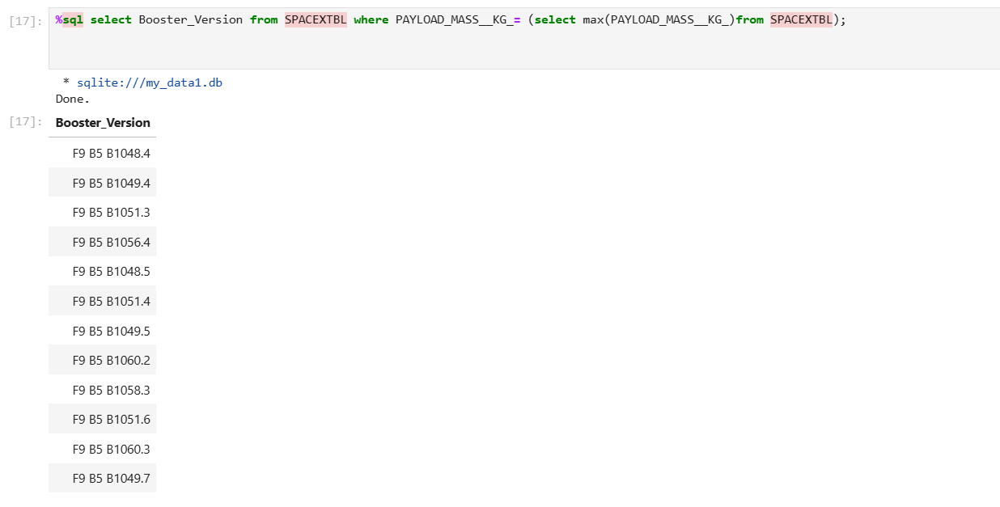 [17]: %sql select Booster_Version from SPACEXTBL where PAYLOAD_MASS__KG_= (select max(PAYLOAD_MASS__KG_)from SPACEXTBL);
* sqlite:///my_data1.db
Done.
[17]: Booster_Version
F9 B5 B1048.4
F9 B5 B1049.4
F9 B5 B1051.3
F9 B5 B1056.4
F9 B5 B1048.5
F9 B5 B1051.4
F9 B5 B1049.5
F9 B5 B1060.2
F9 B5 B1058.3
F9 B5 B1051.6
F9 B5 B1060.3
F9 B5 B1049.7